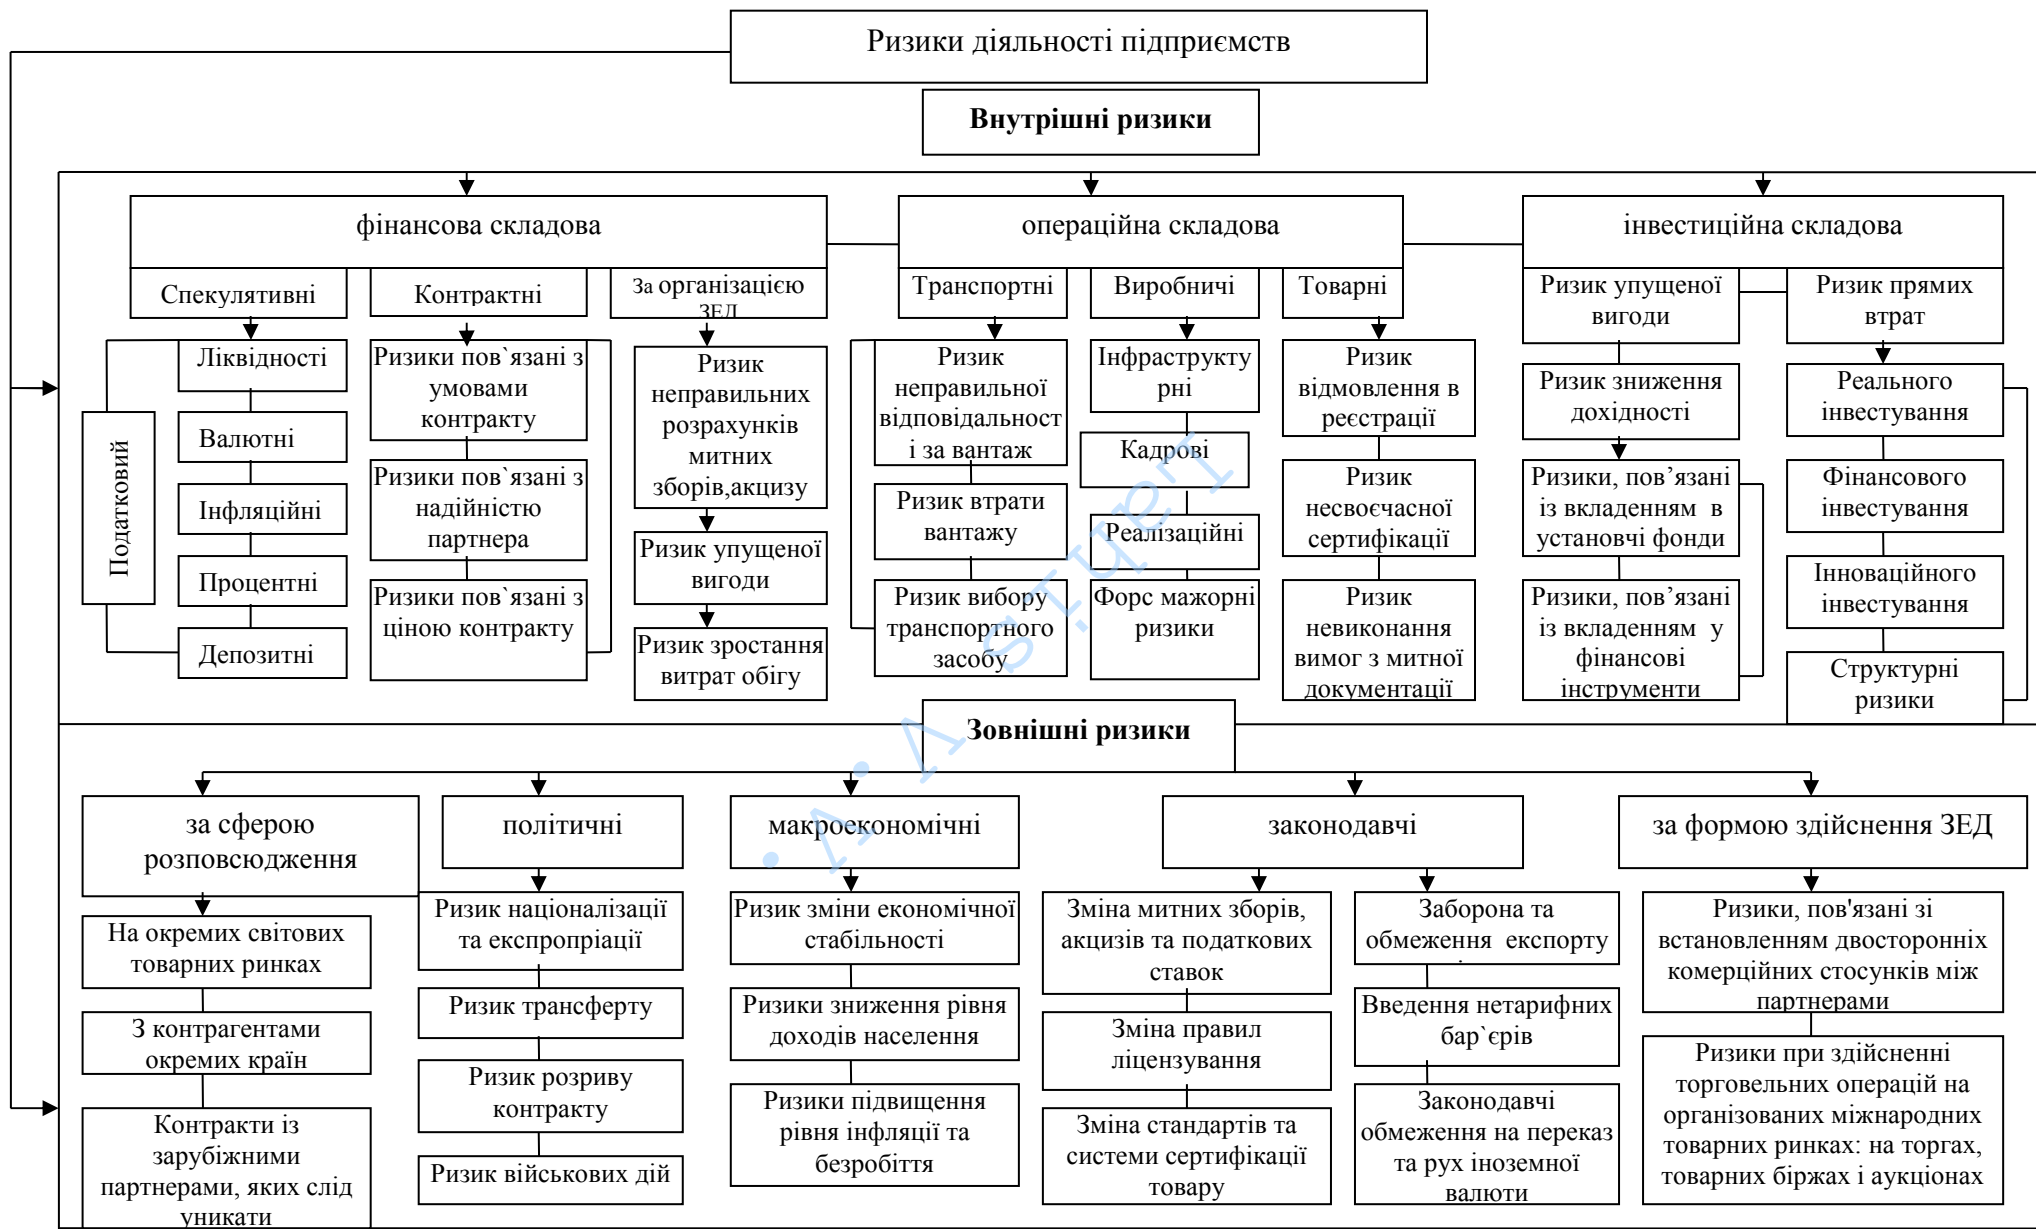 Ризики діяльності підприємств
Внутрішні ризики
фінансова складова
операційна складова
інвестиційна складова
Спекулятивні
Контрактні
За організацією
ЗЕД
Транспортні
Виробничі
Товарні
Ризик упущеної
вигоди
Ризик прямих
втрат
Податковий
Ліквідності
Валютні
Інфляційні
Процентні
Депозитні
Ризики пов`язані з
умовами
контракту
Ризики пов`язані з
надійністю
партнера
Ризики пов`язані з
ціною контракту
Ризик
неправильних
розрахунків
митних
зборів,акцизу
Ризик упущеної
вигоди
Ризик зростання
витрат обігу
Ризик
неправильної
відповідальност
і за вантаж
Ризик втрати
вантажу
Ризик вибору
транспортного
засобу
Інфраструкту
рні
Кадрові
Реалізаційні
Форс мажорні
ризики
Ризик
відмовлення в
реєстрації
Ризик
несвоєчасної
сертифікації
Ризик
невиконання
вимог з митної
документації
Ризик зниження
дохідності
Ризики, пов’язані
із вкладенням в
установчі фонди
Ризики, пов’язані
із вкладенням у
фінансові
інструменти
Реального
інвестування
Фінансового
інвестування
Інноваційного
інвестування
Структурні
ризики
Зовнішні ризики
за сферою
розповсюдження
політичні
макроекономічні
законодавчі
за формою здійснення ЗЕД
На окремих світових
товарних ринках
З контрагентами
окремих країн
Контракти із
зарубіжними
партнерами, яких слід
уникати
Ризик націоналізації
та експропріації
Ризик трансферту
Ризик розриву
контракту
Ризик військових дій
Ризик зміни економічної
стабільності
Ризики зниження рівня
доходів населення
Ризики підвищення
рівня інфляції та
безробіття
Зміна митних зборів,
акцизів та податкових
ставок
Зміна правил
ліцензування
Зміна стандартів та
системи сертифікації
товару
Заборона та
обмеження експорту
Введення нетарифних
бар`єрів
Законодавчі
обмеження на переказ
та рух іноземної
валюти
Ризики, пов'язані зі
встановленням двосторонніх
комерційних стосунків між
партнерами
Ризики при здійсненні
торговельних операцій на
організованих міжнародних
товарних ринках: на торгах,
товарних біржах і аукціонах